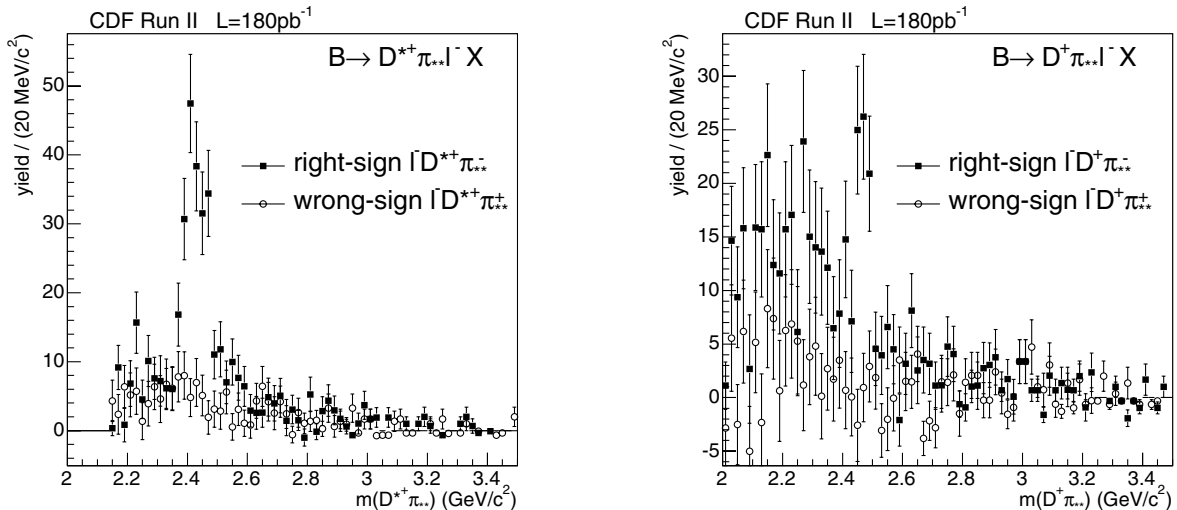 CDF Run II L=180pb⁻¹
yield / (20 MeV/c²)
B→ D*⁺π**l⁻ X
right-sign l⁻D*⁺π**⁻
wrong-sign l⁻D*⁺π**⁺
50
40
30
20
10
0
2 2.2 2.4 2.6 2.8 3 3.2 3.4
m(D*⁺π**) (GeV/c²)
CDF Run II L=180pb⁻¹
yield / (20 MeV/c²)
B→ D⁺π**l⁻ X
right-sign l⁻D⁺π**⁻
wrong-sign l⁻D⁺π**⁺
30
25
20
15
10
5
0
-5
2 2.2 2.4 2.6 2.8 3 3.2 3.4
m(D⁺π**) (GeV/c²)